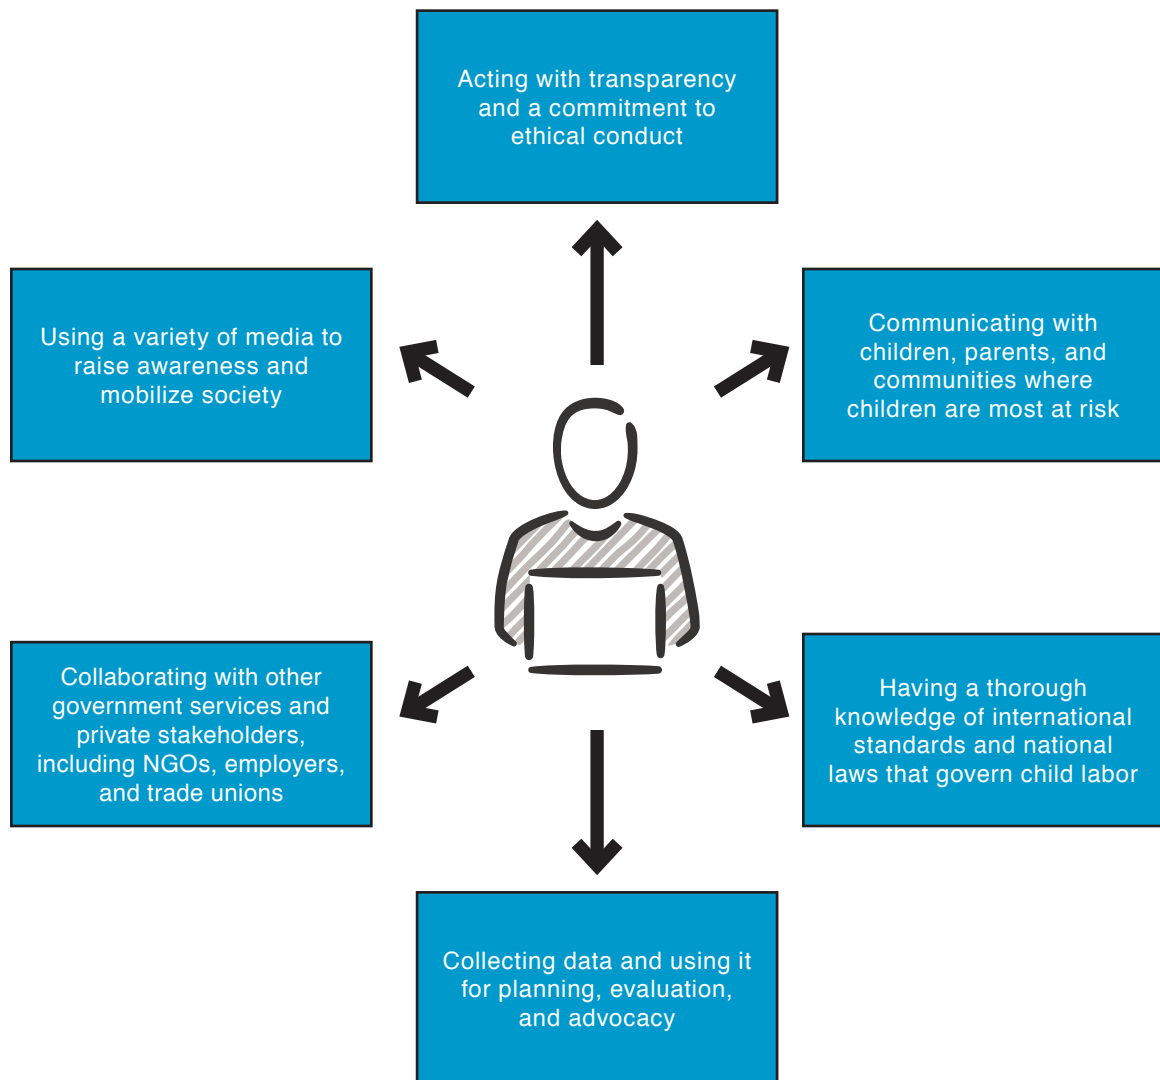 Acting with transparency
and a commitment to
ethical conduct
Using a variety of media to
raise awareness and
mobilize society
Communicating with
children, parents, and
communities where
children are most at risk
Collaborating with other
government services and
private stakeholders,
including NGOs, employers,
and trade unions
Having a thorough
knowledge of international
standards and national
laws that govern child labor
Collecting data and using it
for planning, evaluation,
and advocacy